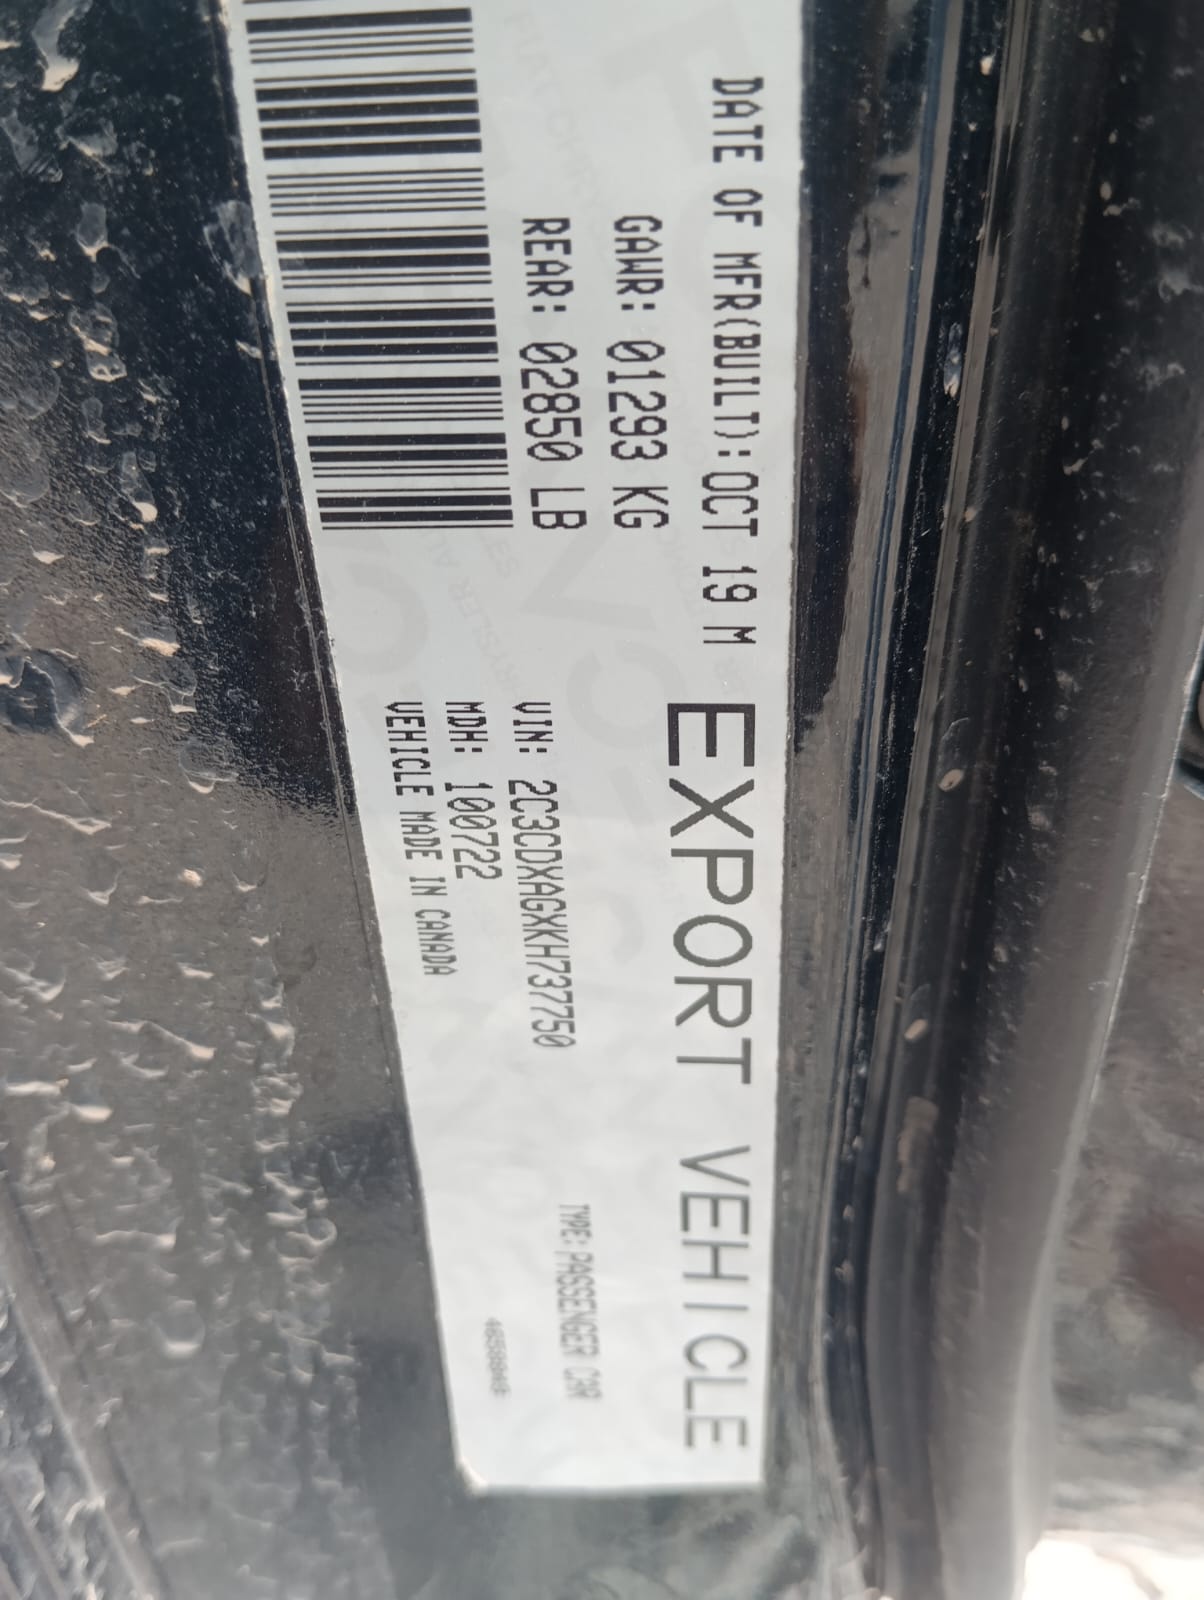 DATE OF MFR(BUILT):OCT 19 M
GAWR: 01293 KG
REAR: 02850 LB
EXPORT VEHICLE
VIN: 2C3CDXAGXKH737750
MDH: 100722
VEHICLE MADE IN CANADA
TYPE: PASSENGER CAR